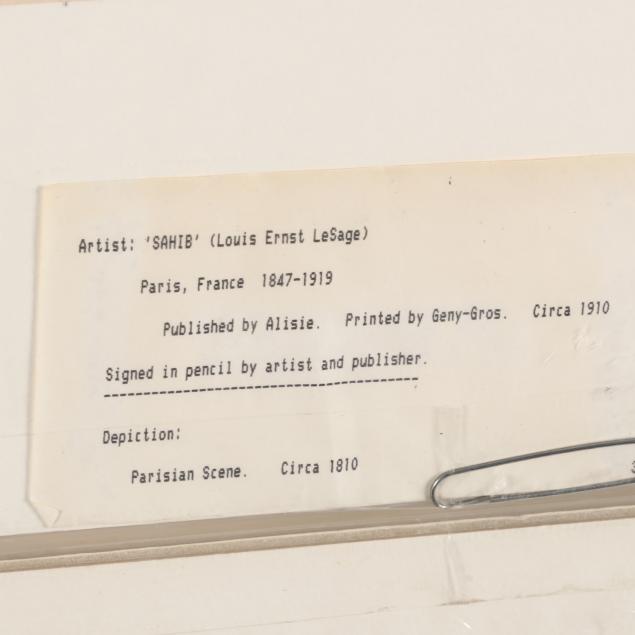 Artist: 'SAHIB' (Louis Ernst LeSage)
Paris, France 1847-1919
Published by Alisie. Printed by Geny-Gros. Circa 1910
Signed in pencil by artist and publisher.
Depiction:
Parisian Scene. Circa 1810